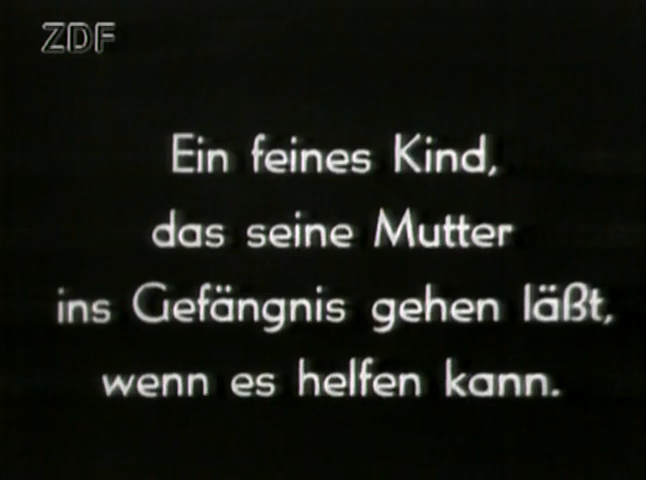 ZDF
Ein feines Kind,
das seine Mutter
ins Gefängnis gehen läßt,
wenn es helfen kann.